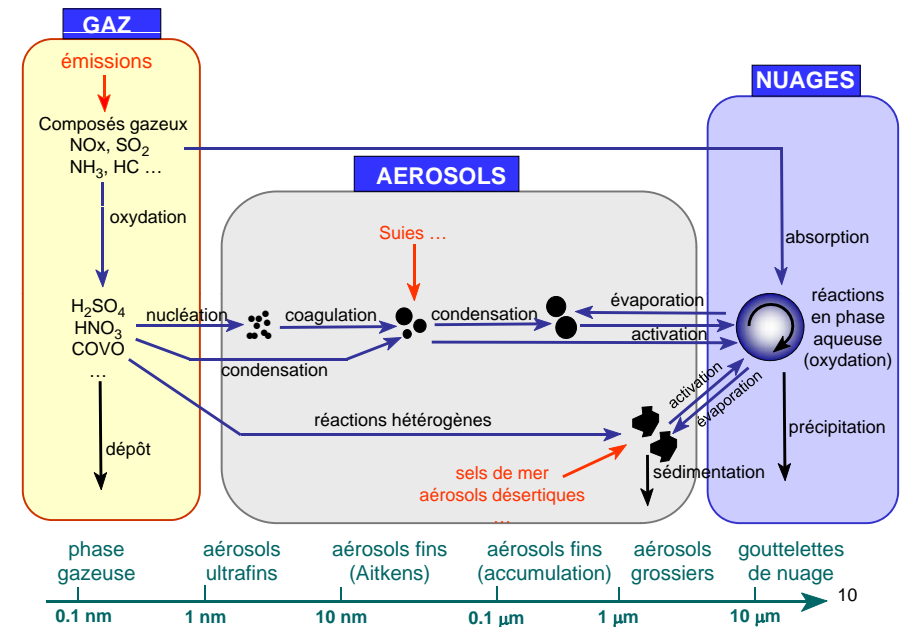 GAZ
émissions
Composés gazeux
NOx, SO2
NH3, HC …
oxydation
H2SO4
HNO3
COVO
…
dépôt
AEROSOLS
Suies …
nucléation
coagulation
condensation
évaporation
activation
condensation
réactions hétérogènes
activation
évaporation
sels de mer
aérosols désertiques
…
sédimentation
NUAGES
absorption
réactions
en phase
aqueuse
(oxydation)
précipitation
phase
gazeuse
aérosols
ultrafins
aérosols fins
(Aitkens)
aérosols fins
(accumulation)
aérosols
grossiers
gouttelettes
de nuage
10
0.1 nm
1 nm
10 nm
0.1 µm
1 µm
10 µm